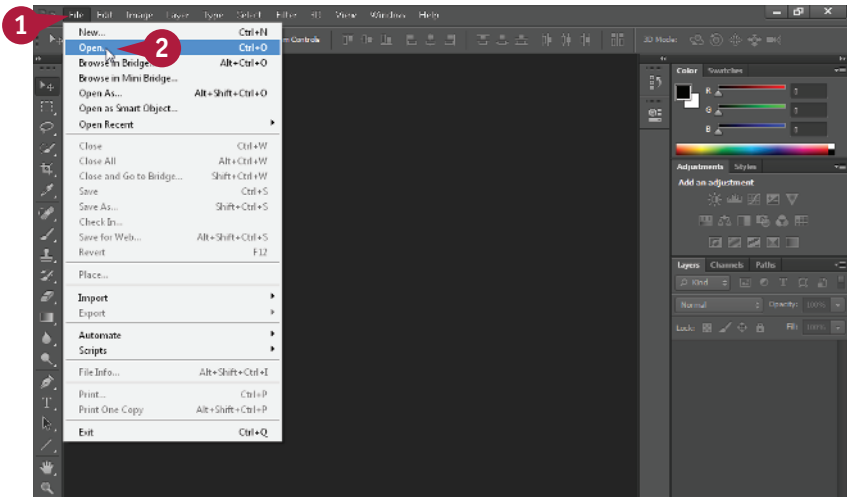 1
File Edit Image Layer Type Select Filter 3D View Window Help
New... Ctrl+N
Open... Ctrl+O
2
m Controls
3D Mode:
Browse in Bridge... Alt+Ctrl+O
Browse in Mini Bridge...
Open As... Alt+Shift+Ctrl+O
Open as Smart Object...
Open Recent
Close Ctrl+W
Close All Alt+Ctrl+W
Close and Go to Bridge... Shift+Ctrl+W
Save Ctrl+S
Save As... Shift+Ctrl+S
Check In...
Save for Web... Alt+Shift+Ctrl+S
Revert F12
Place...
Import
Export
Automate
Scripts
File Info... Alt+Shift+Ctrl+I
Print... Ctrl+P
Print One Copy Alt+Shift+Ctrl+P
Exit Ctrl+Q
Color Swatches
R
G
B
Adjustments Styles
Add an adjustment
Layers Channels Paths
Kind
Normal Opacity: 100%
Lock: Fill: 100%